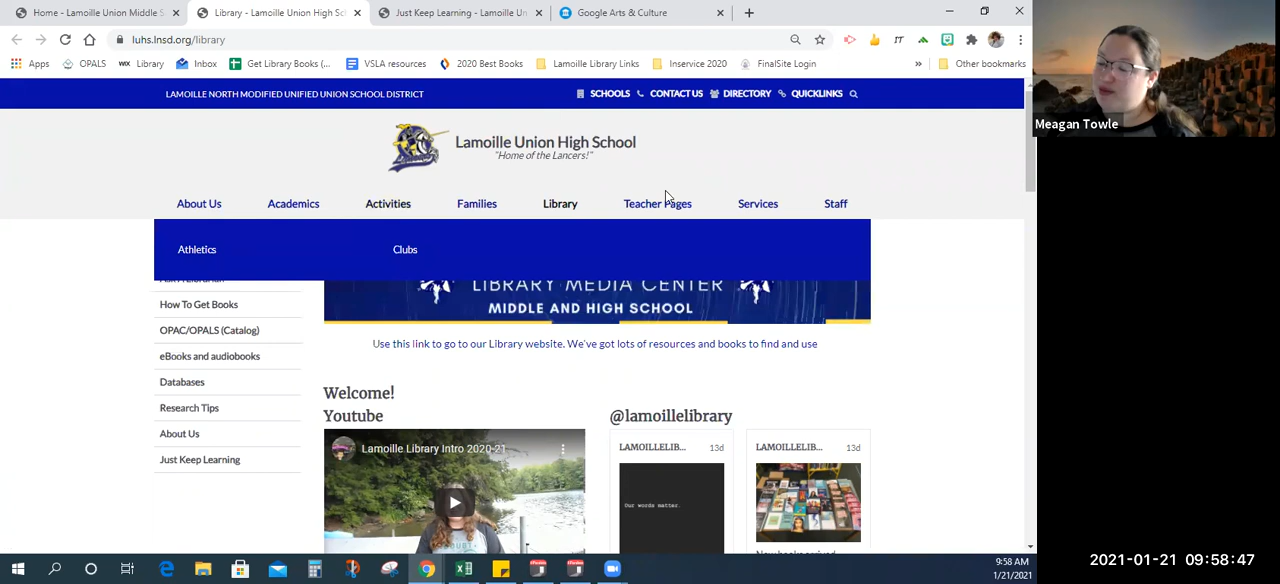 Home - Lamoille Union Middle S
Library - Lamoille Union High Sc
Just Keep Learning - Lamoille Un
Google Arts & Culture
luhs.lnsd.org/library
IT
Apps
OPALS
WIX
Library
Inbox
Get Library Books (...
VSLA resources
2020 Best Books
Lamoille Library Links
Inservice 2020
FinalSite Login
»
Other bookmarks
LAMOILLE NORTH MODIFIED UNIFIED UNION SCHOOL DISTRICT
SCHOOLS
CONTACT US
DIRECTORY
QUICKLINKS
Lamoille Union High School
"Home of the Lancers!"
About Us
Academics
Activities
Families
Library
Teacher Pages
Services
Staff
Athletics
Clubs
How To Get Books
OPAC/OPALS (Catalog)
eBooks and audiobooks
Databases
Research Tips
About Us
Just Keep Learning
LIBRARY MEDIA CENTER
MIDDLE AND HIGH SCHOOL
Use this link to go to our Library website. We've got lots of resources and books to find and use
Welcome!
Youtube
Lamoille Library Intro 2020-21
@lamoillelibrary
LAMOILLELIB...
13d
Our words matter.
LAMOILLELIB...
13d
New books arrived
Meagan Towle
9:58 AM
1/21/2021
2021-01-21 09:58:47